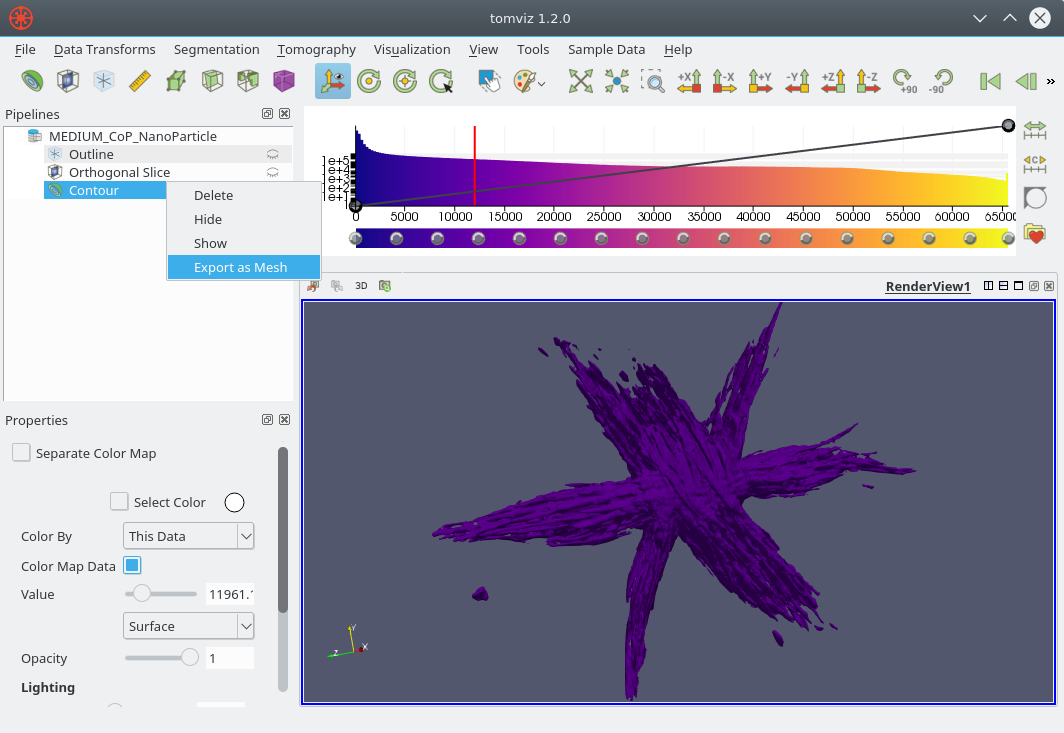 tomviz 1.2.0
File Data Transforms Segmentation Tomography Visualization View Tools Sample Data Help
+X -X +Y -Y +Z -Z +90 -90 »
Pipelines
MEDIUM_CoP_NanoParticle
Outline
Orthogonal Slice
Contour
Delete
Hide
Show
Export as Mesh
1e+5
1e+4
1e+3
1e+2
1e+1
0 5000 10000 15000 20000 25000 30000 35000 40000 45000 50000 55000 60000 6500
C
3D
RenderView1
Properties
Separate Color Map
Select Color
Color By This Data
Color Map Data
Value 11961.
Surface
Opacity 1
Lighting
Y
Z
X